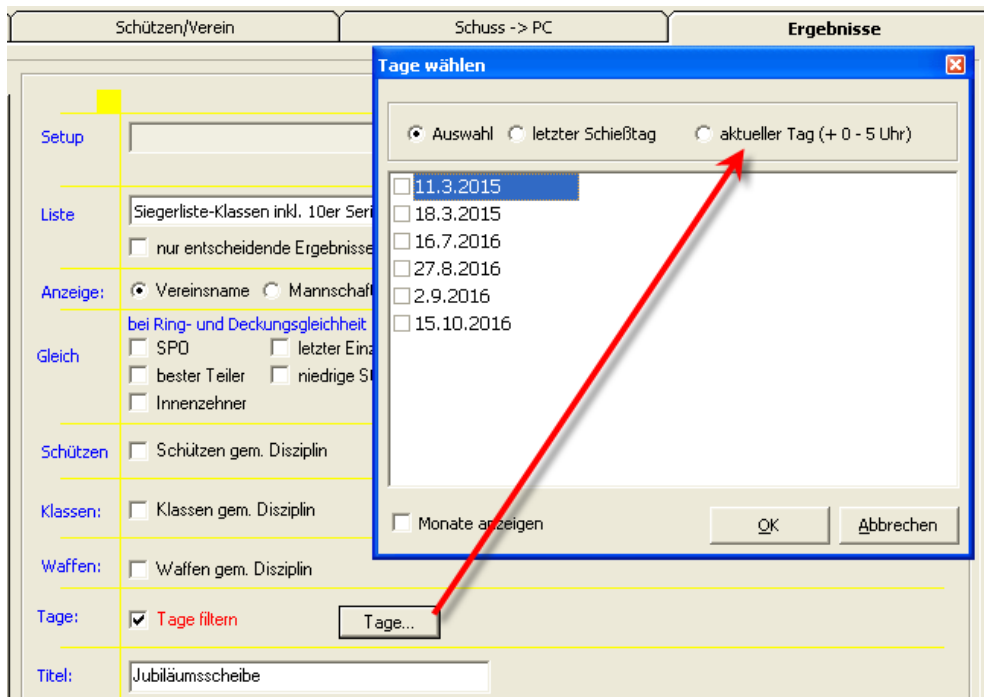 Schützen/Verein
Schuss -> PC
Ergebnisse
Tage wählen
Auswahl letzter Schießtag aktueller Tag (+ 0 - 5 Uhr)
11.3.2015
18.3.2015
16.7.2016
27.8.2016
2.9.2016
15.10.2016
Monate anzeigen
OK Abbrechen
Setup
Liste Siegerliste-Klassen inkl. 10er Seri
nur entscheidende Ergebnisse
Anzeige: Vereinsname Mannschaft
bei Ring- und Deckungsgleichheit
Gleich
SPO letzter Einz
bester Teiler niedrige
Innenzehner
Schützen Schützen gem. Disziplin
Klassen: Klassen gem. Disziplin
Waffen: Waffen gem. Disziplin
Tage: Tage filtern Tage...
Titel: Jubiläumsscheibe